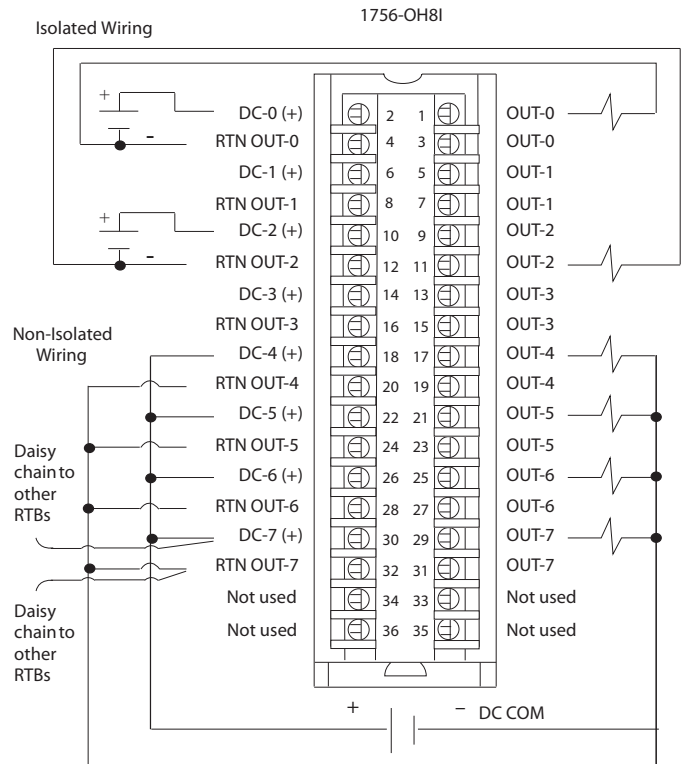 1756-OH8I
Isolated Wiring
+
DC-0 (+) 2 1 OUT-0
-
RTN OUT-0 4 3 OUT-0
DC-1 (+) 6 5 OUT-1
RTN OUT-1 8 7 OUT-1
+
DC-2 (+) 10 9 OUT-2
-
RTN OUT-2 12 11 OUT-2
DC-3 (+) 14 13 OUT-3
RTN OUT-3 16 15 OUT-3
Non-Isolated
Wiring
DC-4 (+) 18 17 OUT-4
RTN OUT-4 20 19 OUT-4
DC-5 (+) 22 21 OUT-5
RTN OUT-5 24 23 OUT-5
DC-6 (+) 26 25 OUT-6
RTN OUT-6 28 27 OUT-6
DC-7 (+) 30 29 OUT-7
RTN OUT-7 32 31 OUT-7
Not used 34 33 Not used
Not used 36 35 Not used
Daisy
chain to
other
RTBs
Daisy
chain to
other
RTBs
+ − DC COM